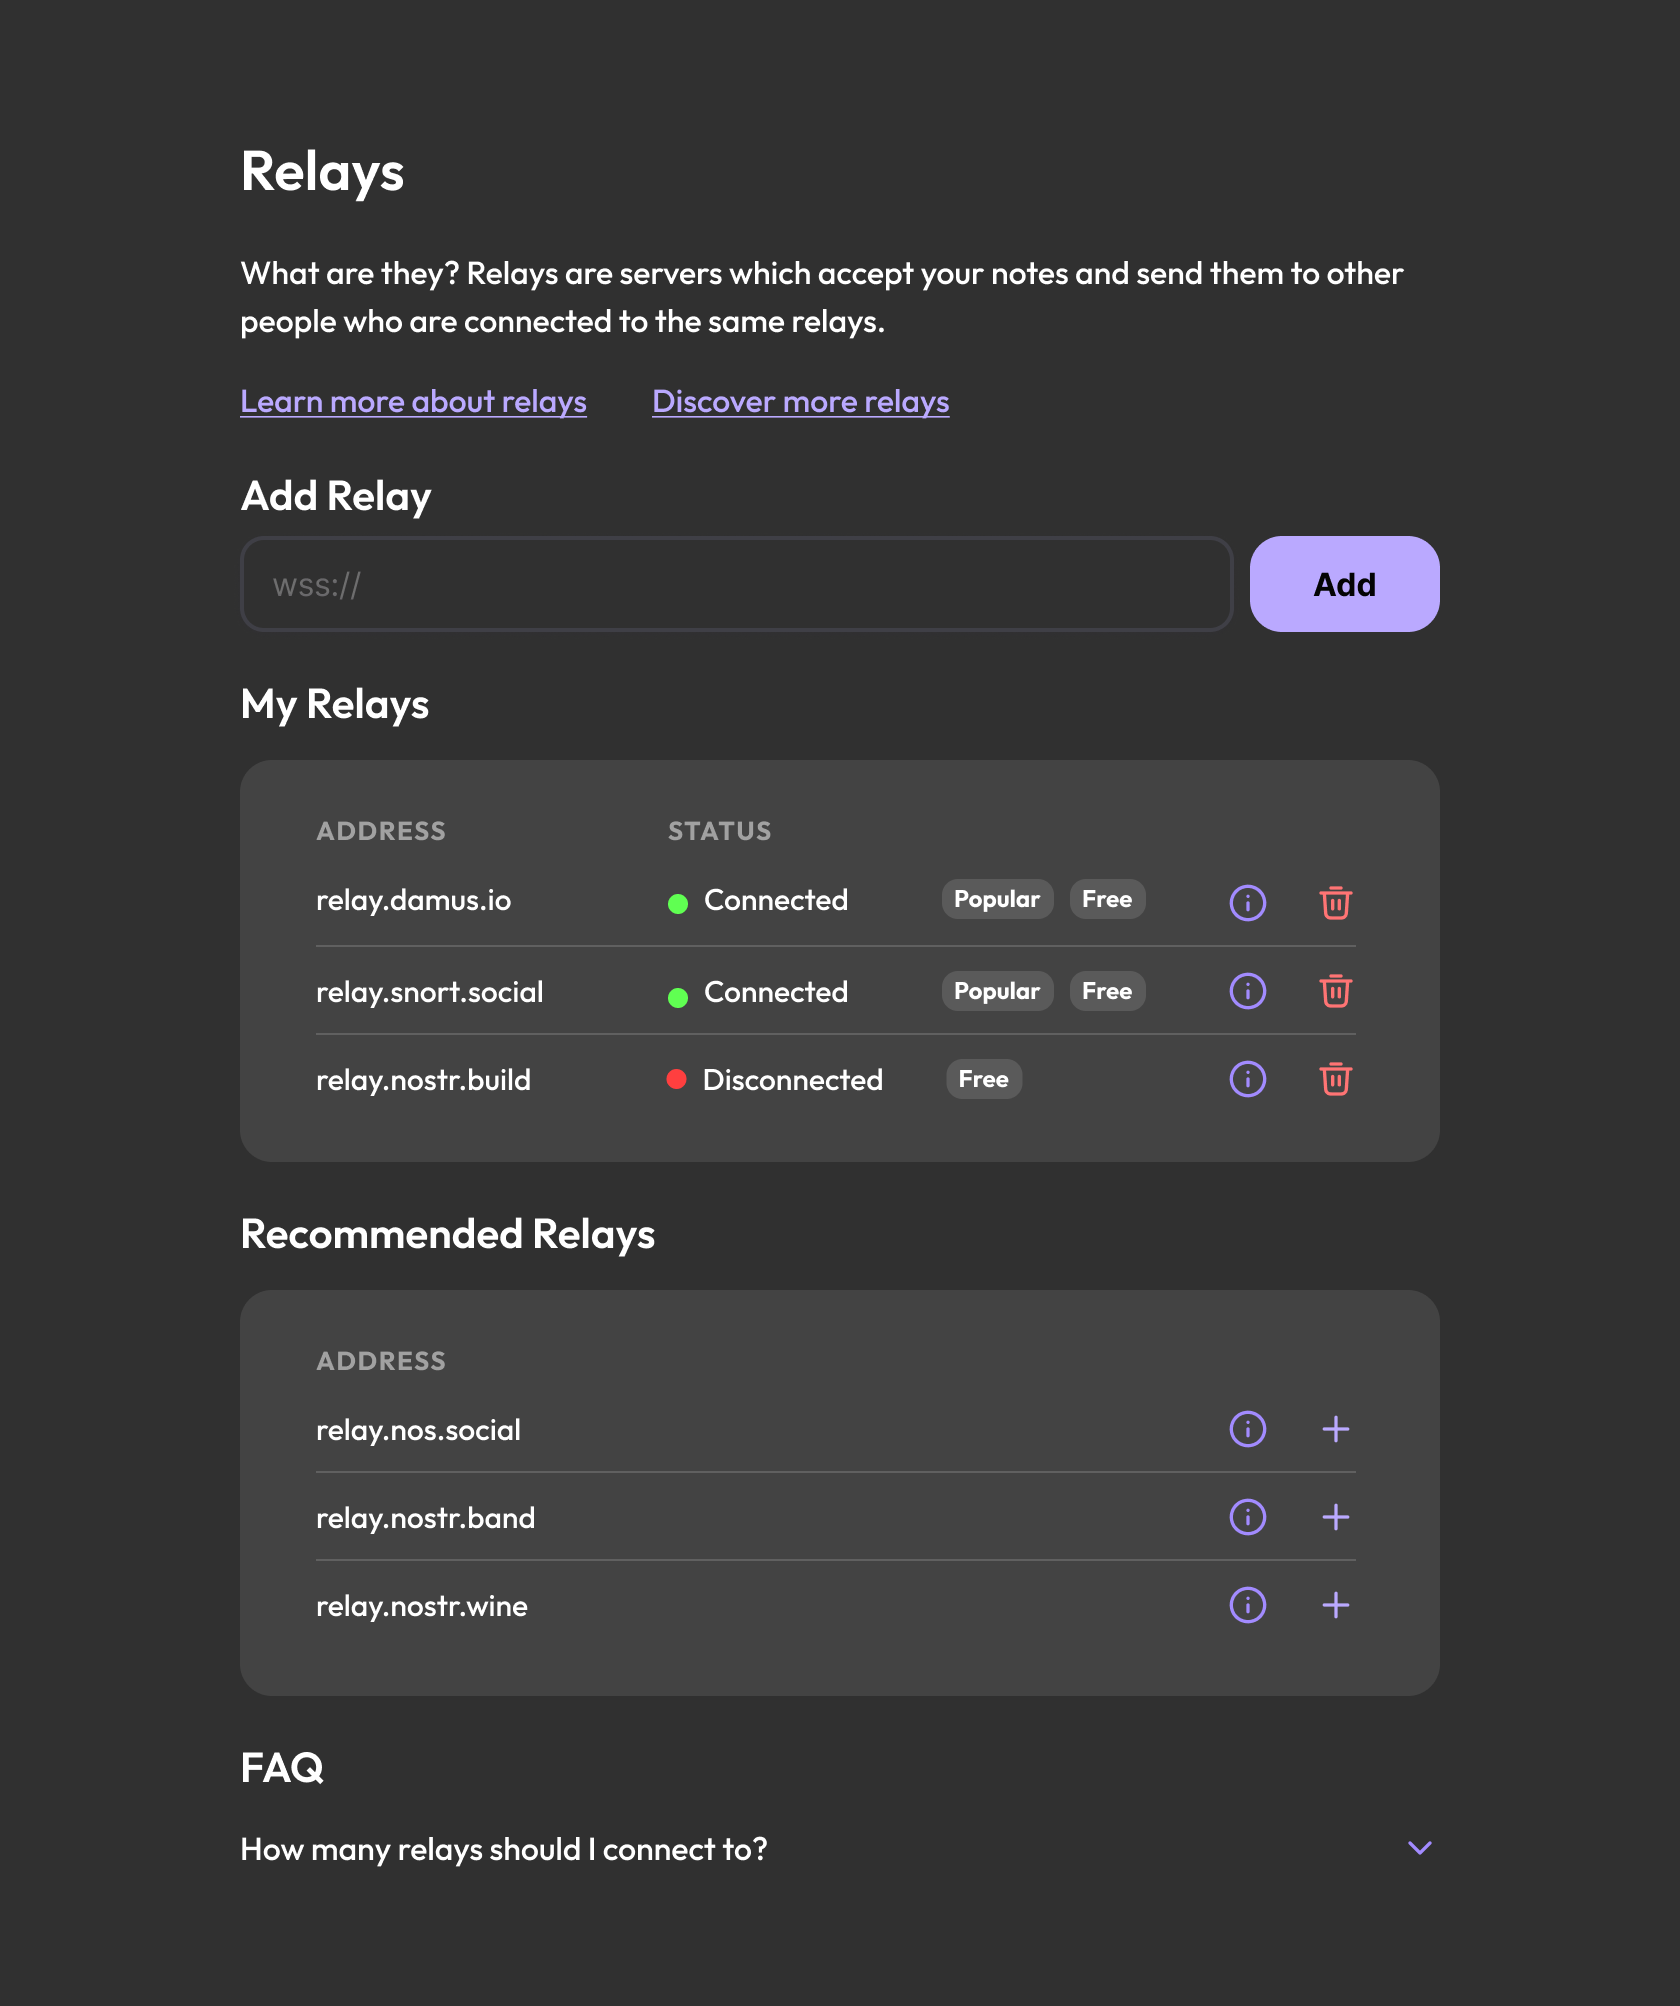 Relays
What are they? Relays are servers which accept your notes and send them to other
people who are connected to the same relays.
Learn more about relays Discover more relays
Add Relay
wss:// Add
My Relays
ADDRESS STATUS
relay.damus.io Connected Popular Free
relay.snort.social Connected Popular Free
relay.nostr.build Disconnected Free
Recommended Relays
ADDRESS
relay.nos.social
relay.nostr.band
relay.nostr.wine
FAQ
How many relays should I connect to?